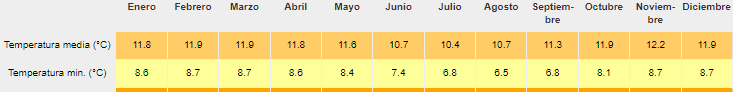 Enero Febrero Marzo Abril Mayo Junio Julio Agosto Septiem- Octubre Noviem- Diciembre
bre bre
Temperatura media (°C) 11.8 11.9 11.9 11.8 11.6 10.7 10.4 10.7 11.3 11.9 12.2 11.9
Temperatura min. (°C) 8.6 8.7 8.7 8.6 8.4 7.4 6.8 6.5 6.8 8.1 8.7 8.7